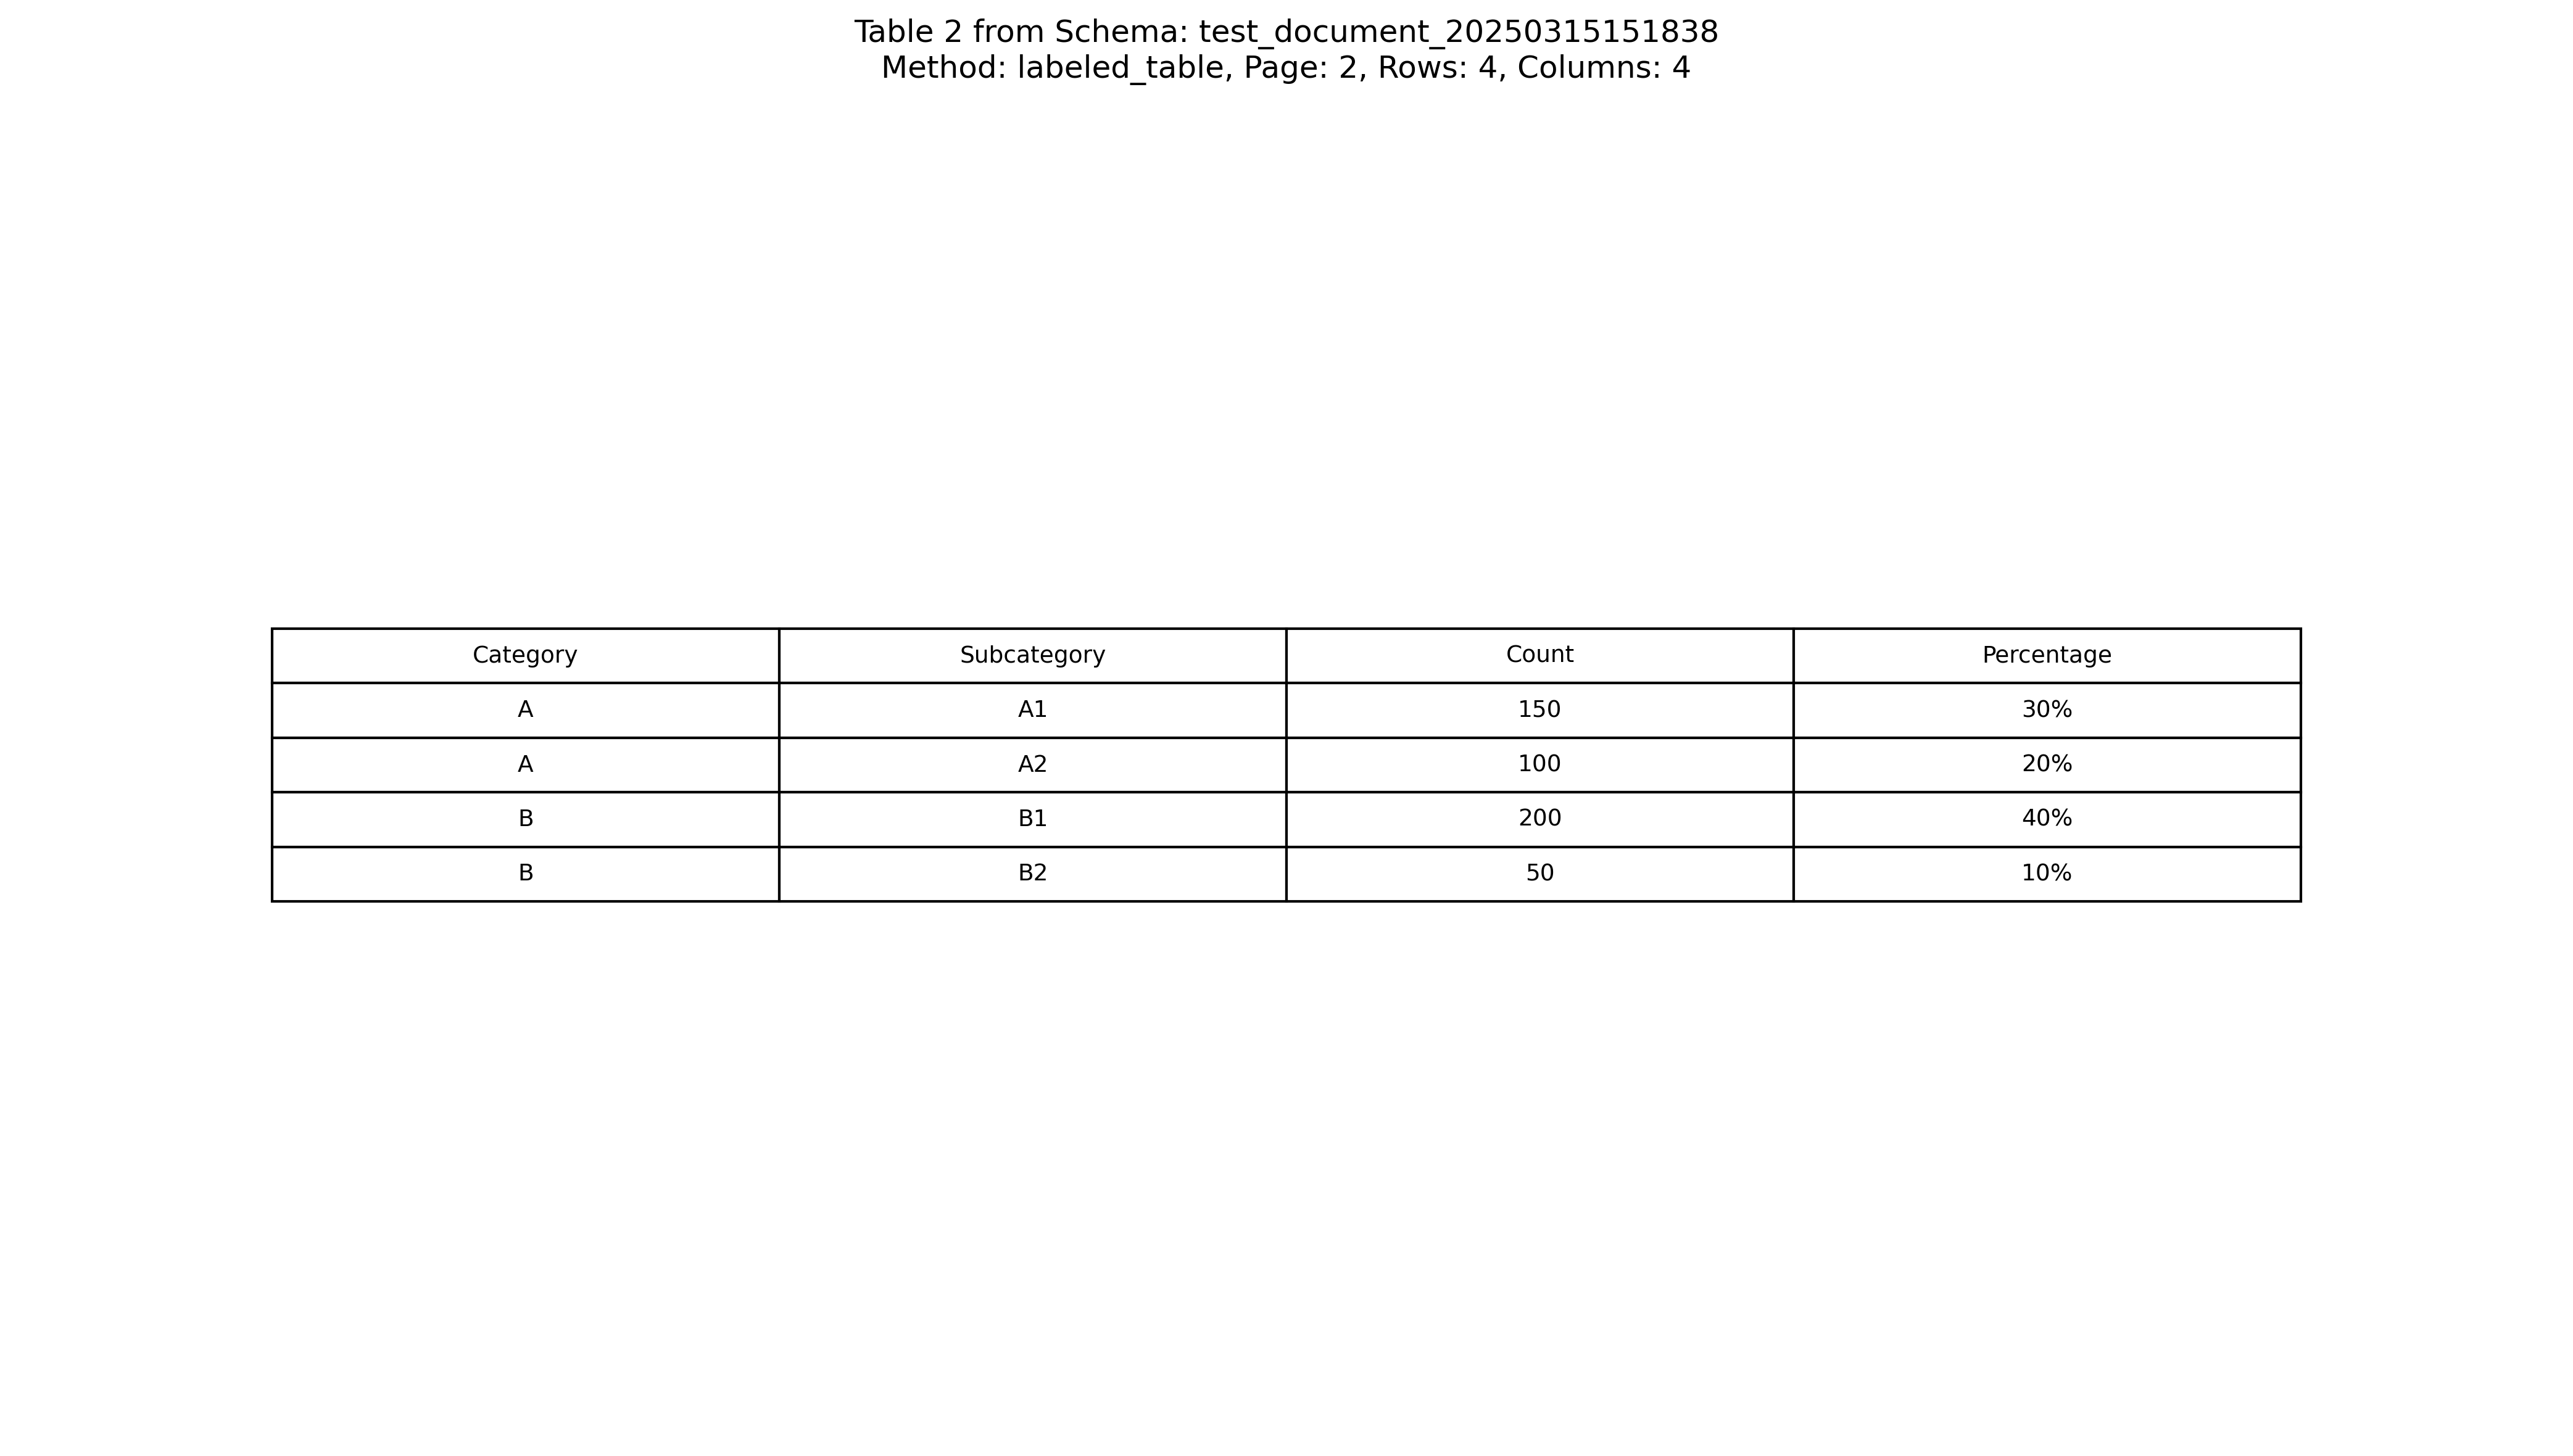 Table 2 from Schema: test_document_20250315151838
Method: labeled_table, Page: 2, Rows: 4, Columns: 4
Category Subcategory Count Percentage
A A1 150 30%
A A2 100 20%
B B1 200 40%
B B2 50 10%